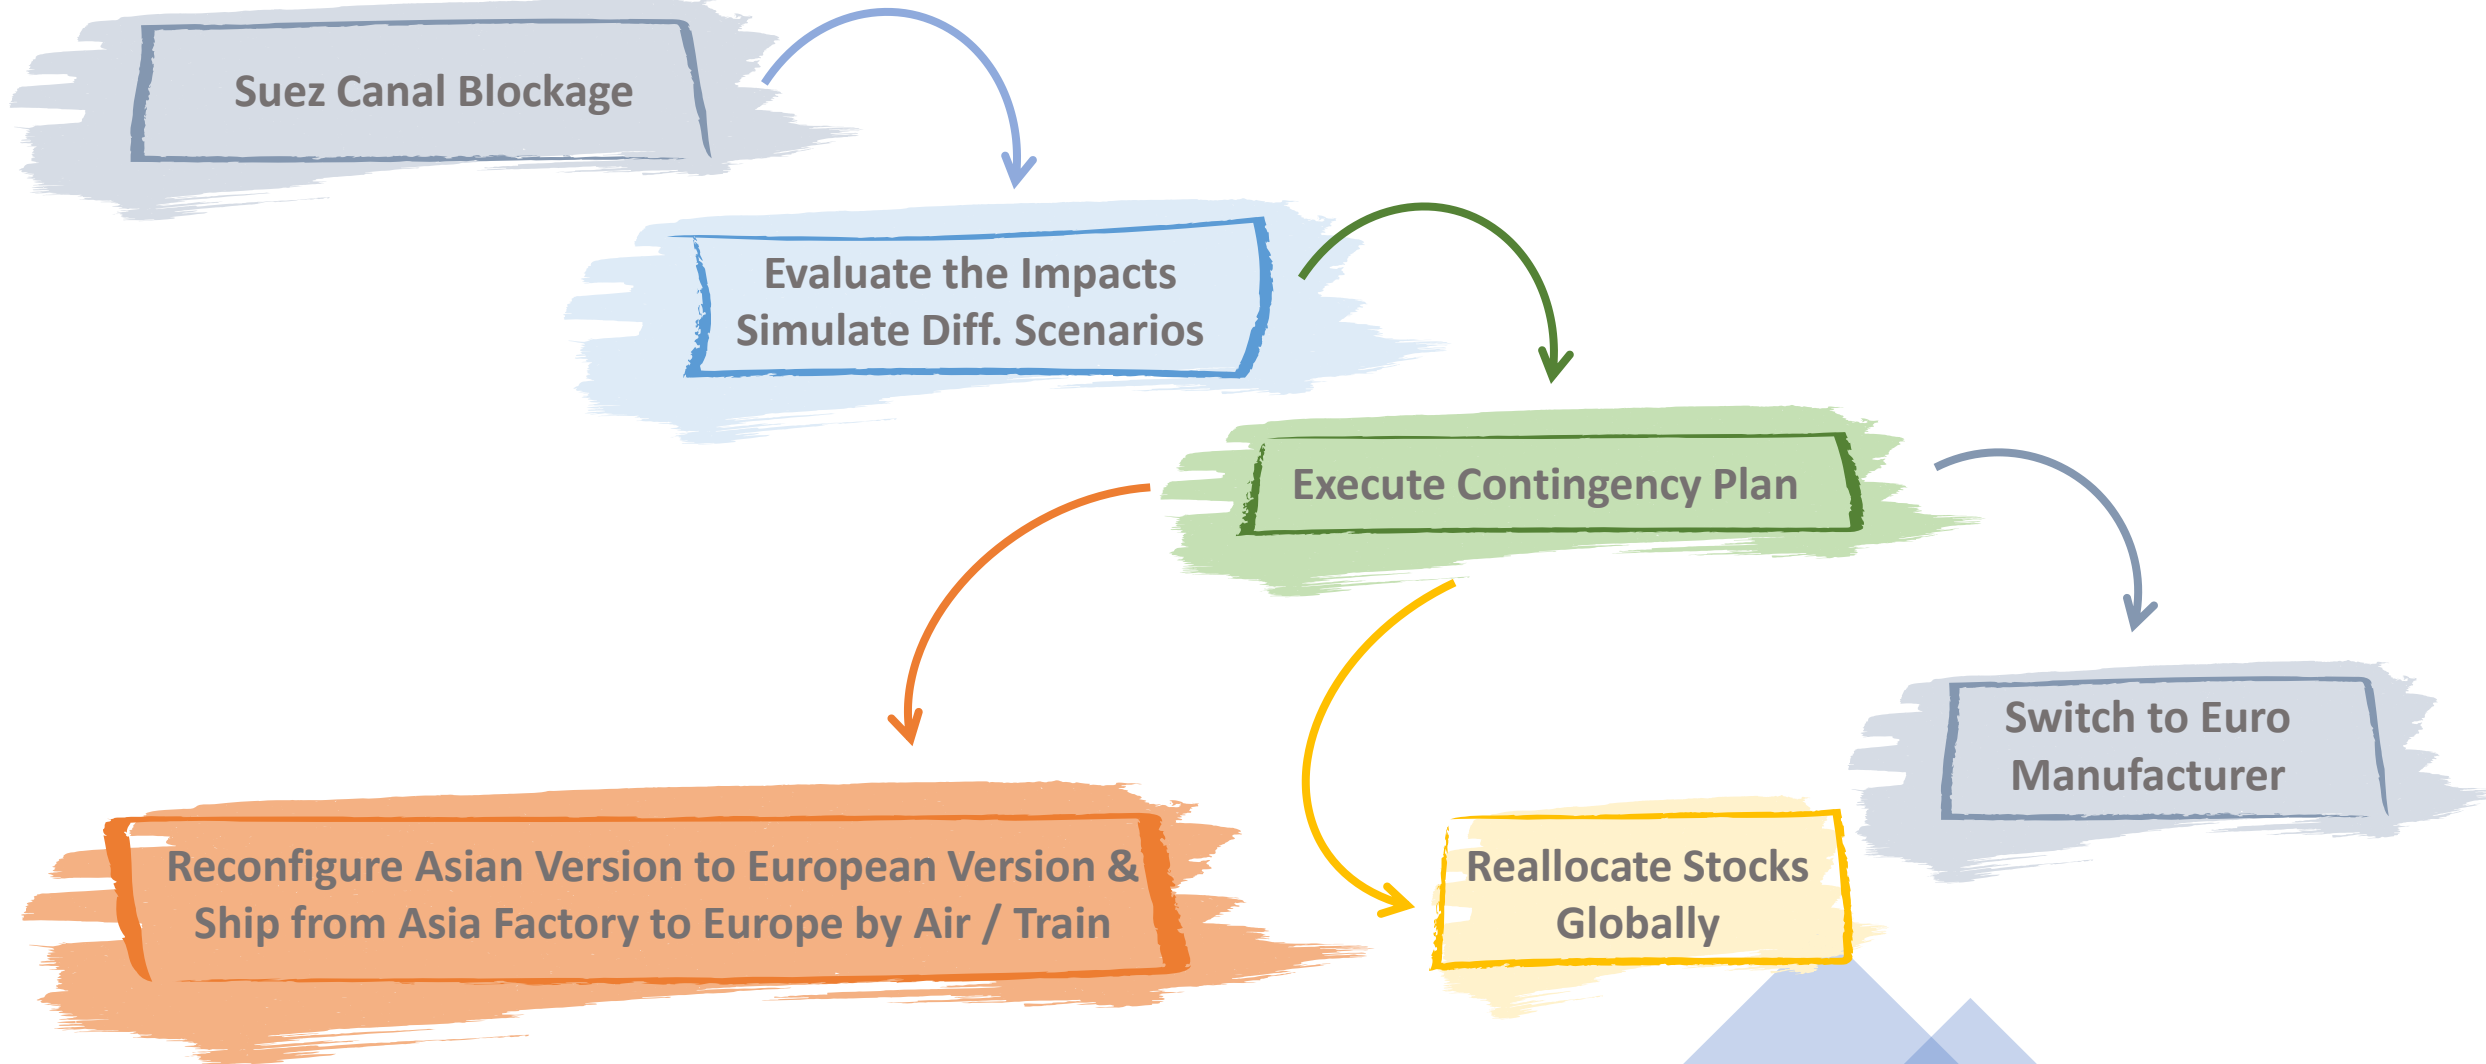 Suez Canal Blockage
Evaluate the Impacts
Simulate Diff. Scenarios
Execute Contingency Plan
Switch to Euro
Manufacturer
Reconfigure Asian Version to European Version &
Ship from Asia Factory to Europe by Air / Train
Reallocate Stocks
Globally